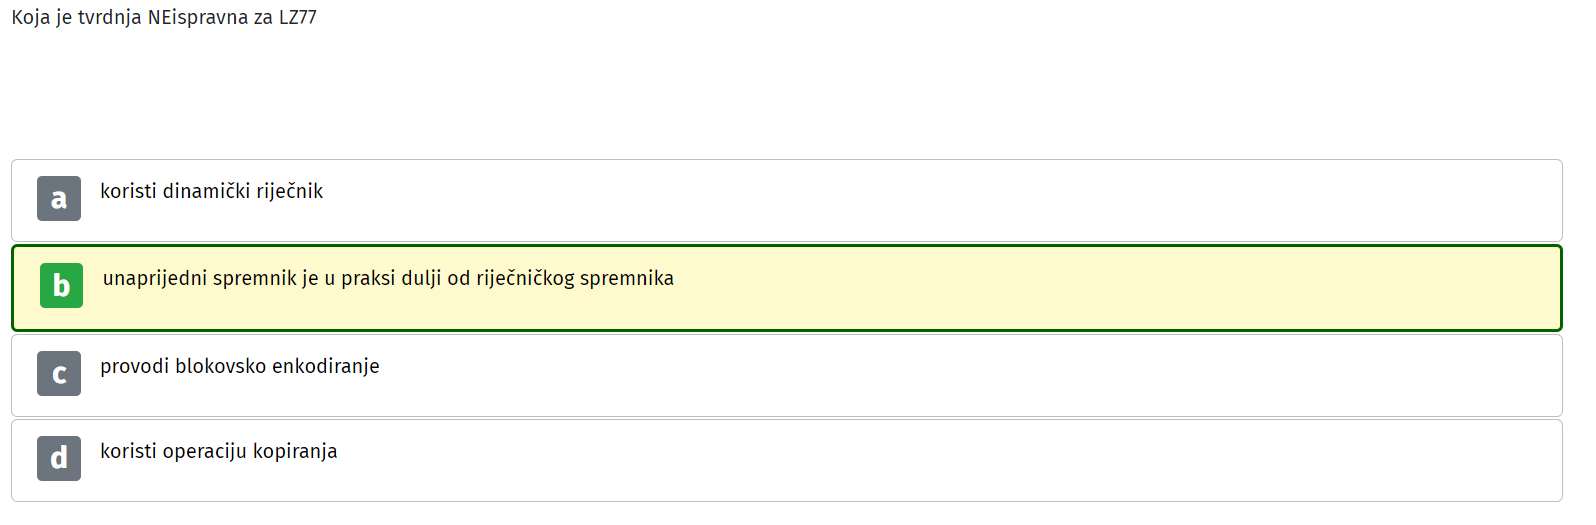 Koja je tvrdnja NEispravna za LZ77
a koristi dinamički riječnik
b unaprijedni spremnik je u praksi dulji od riječničkog spremnika
c provodi blokovsko enkodiranje
d koristi operaciju kopiranja